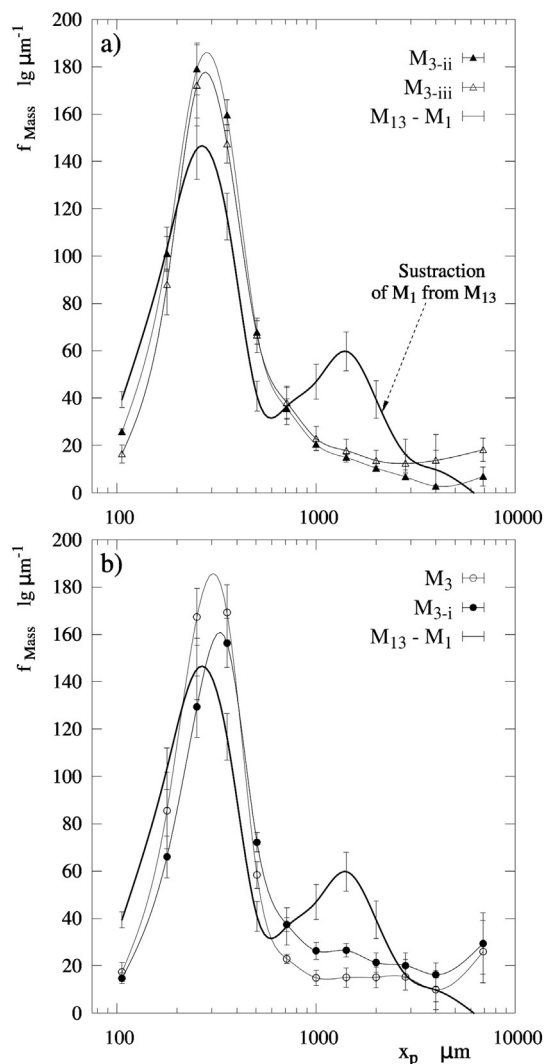 a)
f Mass lg μm-1
200
180
160
140
120
100
80
60
40
20
0
M3-ii
M3-iii
M13 - M1
Sustraction
of M1 from M13
100 1000 10000
b)
f Mass lg μm-1
200
180
160
140
120
100
80
60
40
20
0
M3
M3-i
M13 - M1
100 1000 10000
xp μm